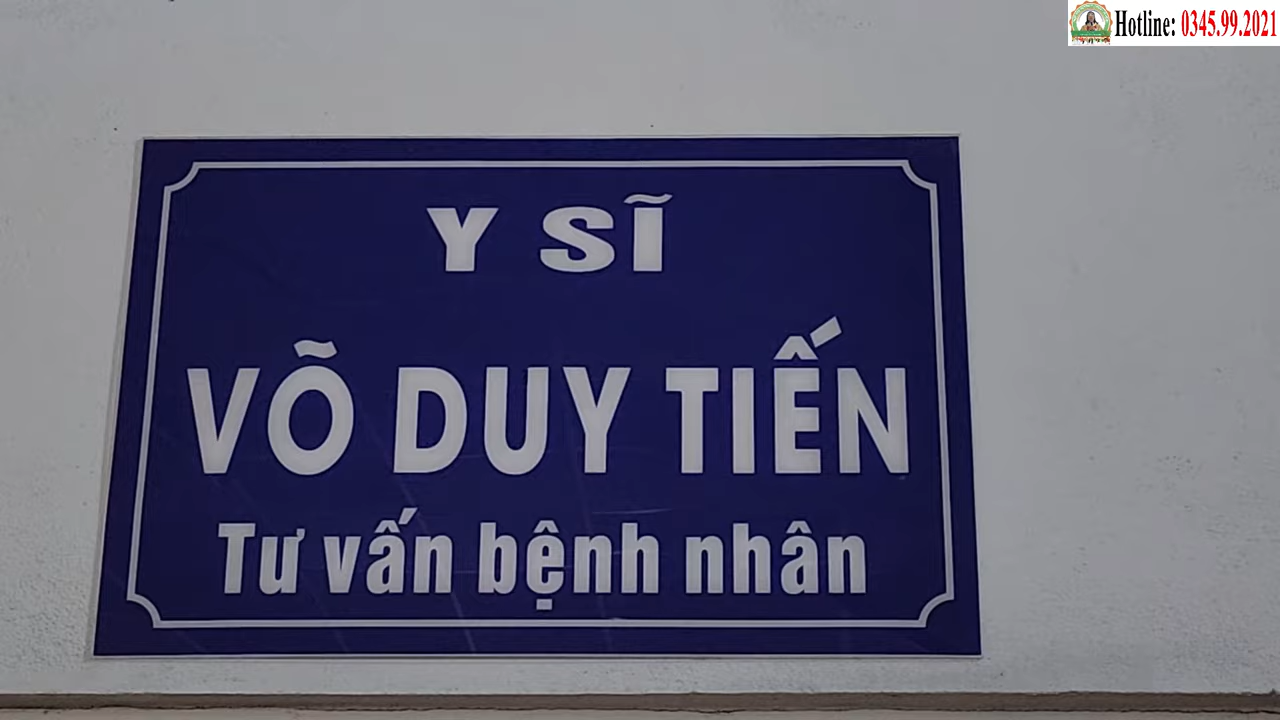 Hotline: 0345.99.2021
Y SĨ
VÕ DUY TIẾN
Tư vấn bệnh nhân